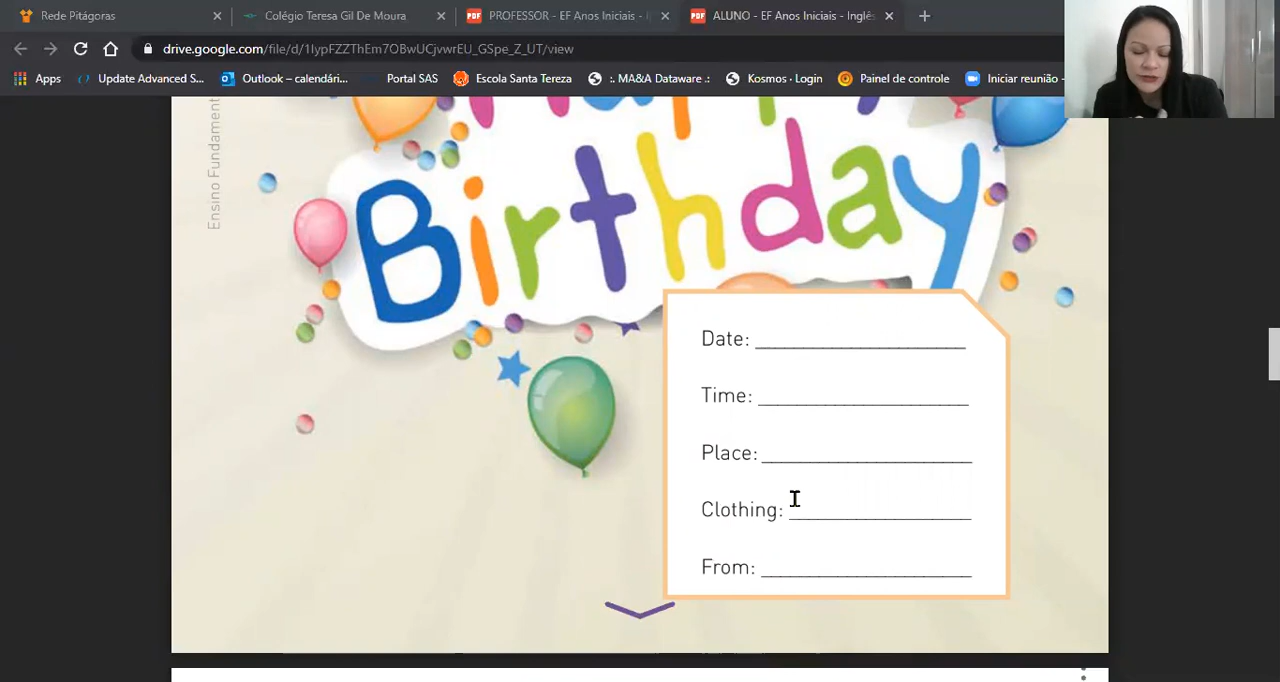 Rede Pitágoras
Colégio Teresa Gil De Moura
PROFESSOR - EF Anos Iniciais -
ALUNO - EF Anos Iniciais - Inglês
drive.google.com/file/d/1IypFZZThEm7OBwUCjvwrEU_GSpe_Z_UT/view
Apps
Update Advanced S...
Outlook – calendári...
Portal SAS
Escola Santa Tereza
:. MA&A Dataware .:
Kosmos · Login
Painel de controle
Iniciar reunião -
Ensino Fundament
Happy
Birthday
Date:
Time:
Place:
Clothing:
From: